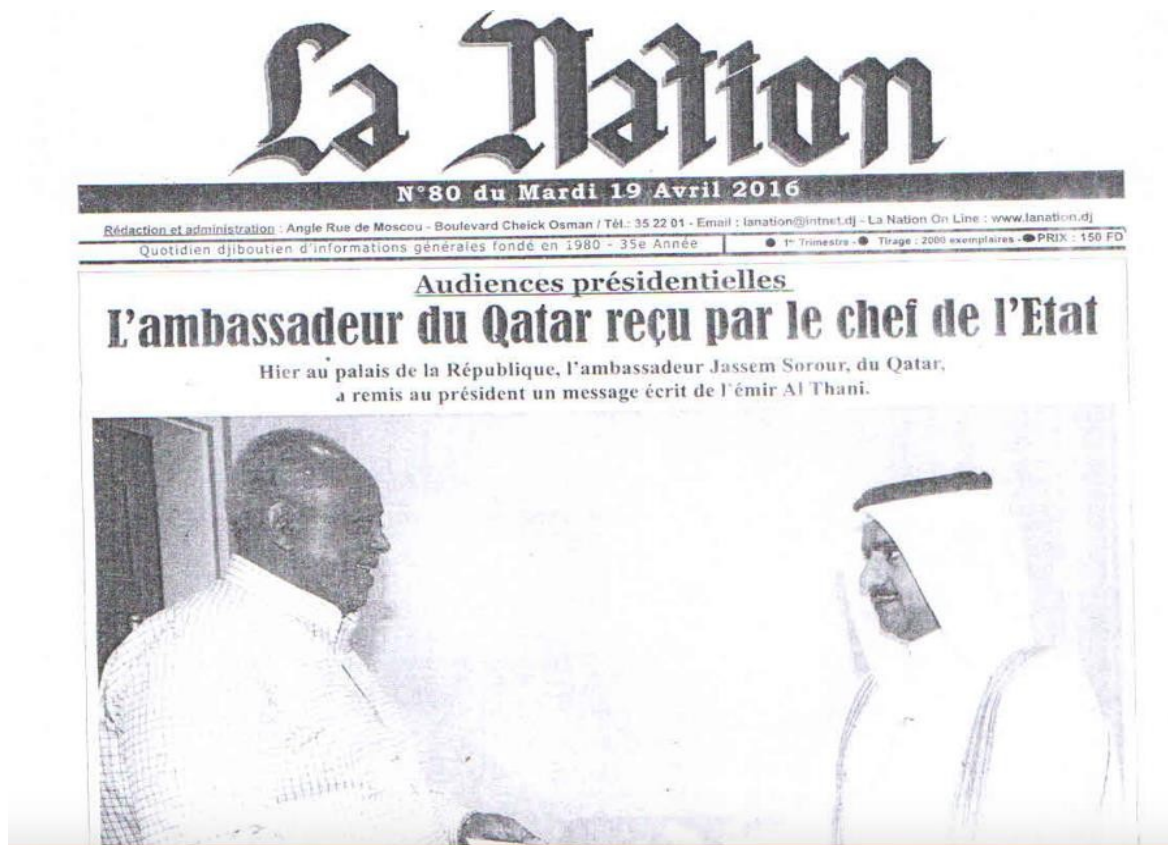 La Nation
N°80 du Mardi 19 Avril 2016
Rédaction et administration : Angle Rue de Moscou - Boulevard Cheick Osman / Tél.: 35 22 01 - Email : lanation@intnet.dj - La Nation On Line : www.lanation.dj
Quotidien djiboutien d'informations générales fondé en 1980 - 35e Année ● 1er Trimestre - ● Tirage : 2000 exemplaires - ● PRIX : 150 FD
Audiences présidentielles
L'ambassadeur du Qatar reçu par le chef de l'Etat
Hier au palais de la République, l'ambassadeur Jassem Sorour, du Qatar,
a remis au président un message écrit de l'émir Al Thani.